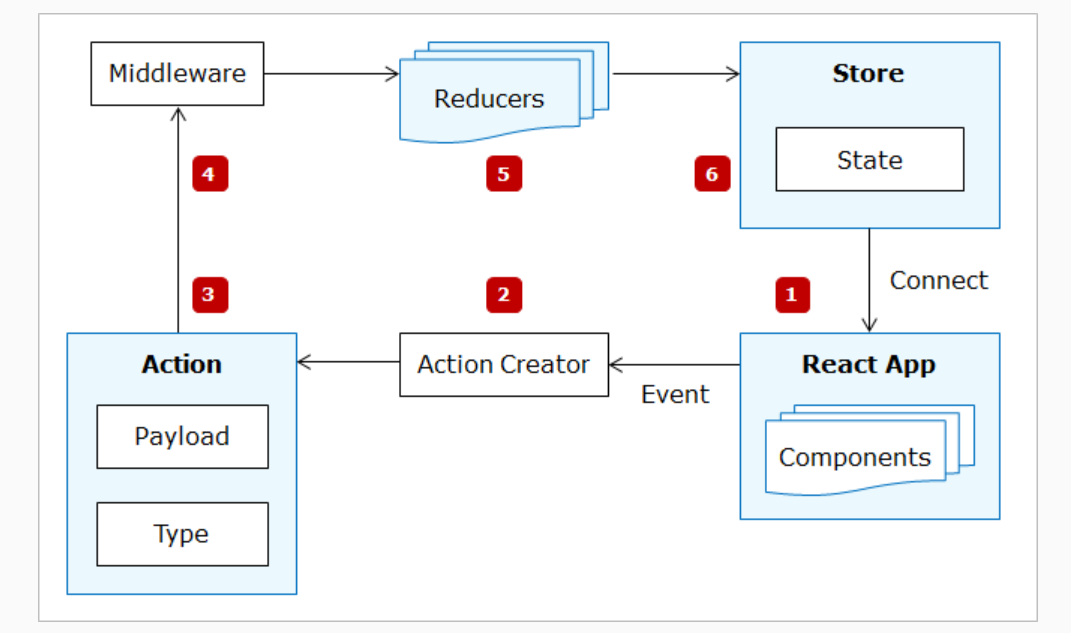 Middleware
Reducers
Store
State
4
5
6
Connect
3
2
1
Action
Action Creator
React App
Event
Payload
Components
Type